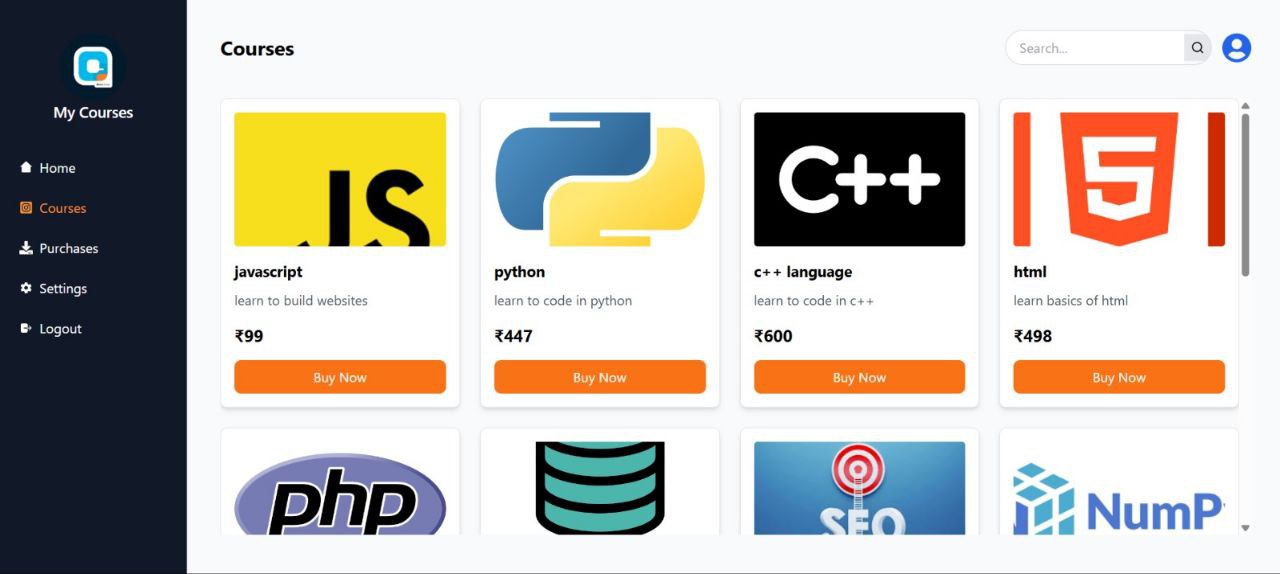 My Courses
Home
Courses
Purchases
Settings
Logout
Courses
Search...
JS
javascript
learn to build websites
₹99
Buy Now
python
learn to code in python
₹447
Buy Now
C++
c++ language
learn to code in c++
₹600
Buy Now
5
html
learn basics of html
₹498
Buy Now
php
SEO
NumP